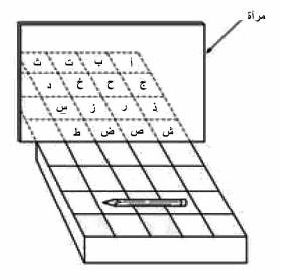 مرآة
أ ب ت ث
ج ح خ د
ذ ر ز س
ش ص ض ط